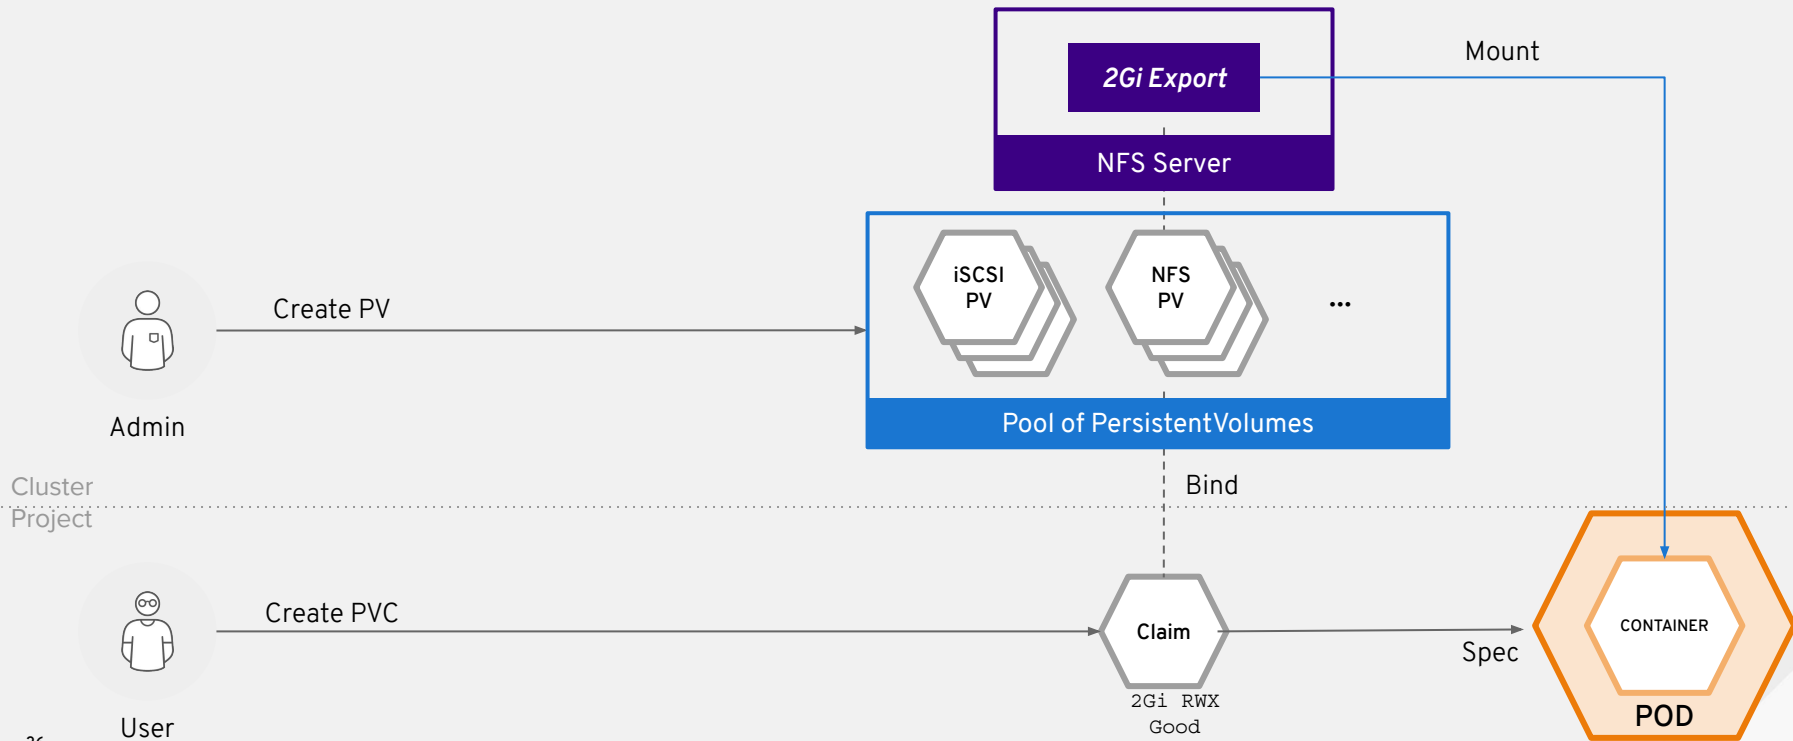 2Gi Export
Mount
NFS Server
iSCSI
PV
NFS
PV
...
Create PV
Admin
Pool of PersistentVolumes
Cluster
Project
Bind
Create PVC
Claim
2Gi RWX
Good
Spec
CONTAINER
POD
User